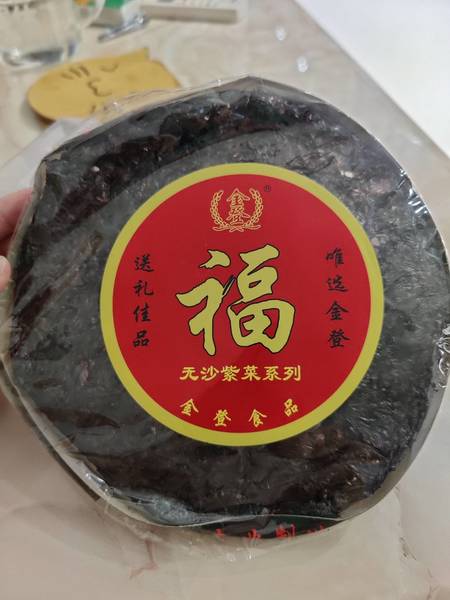 金登
®
送礼佳品
福
唯选金登
无沙紫菜系列
金登食品